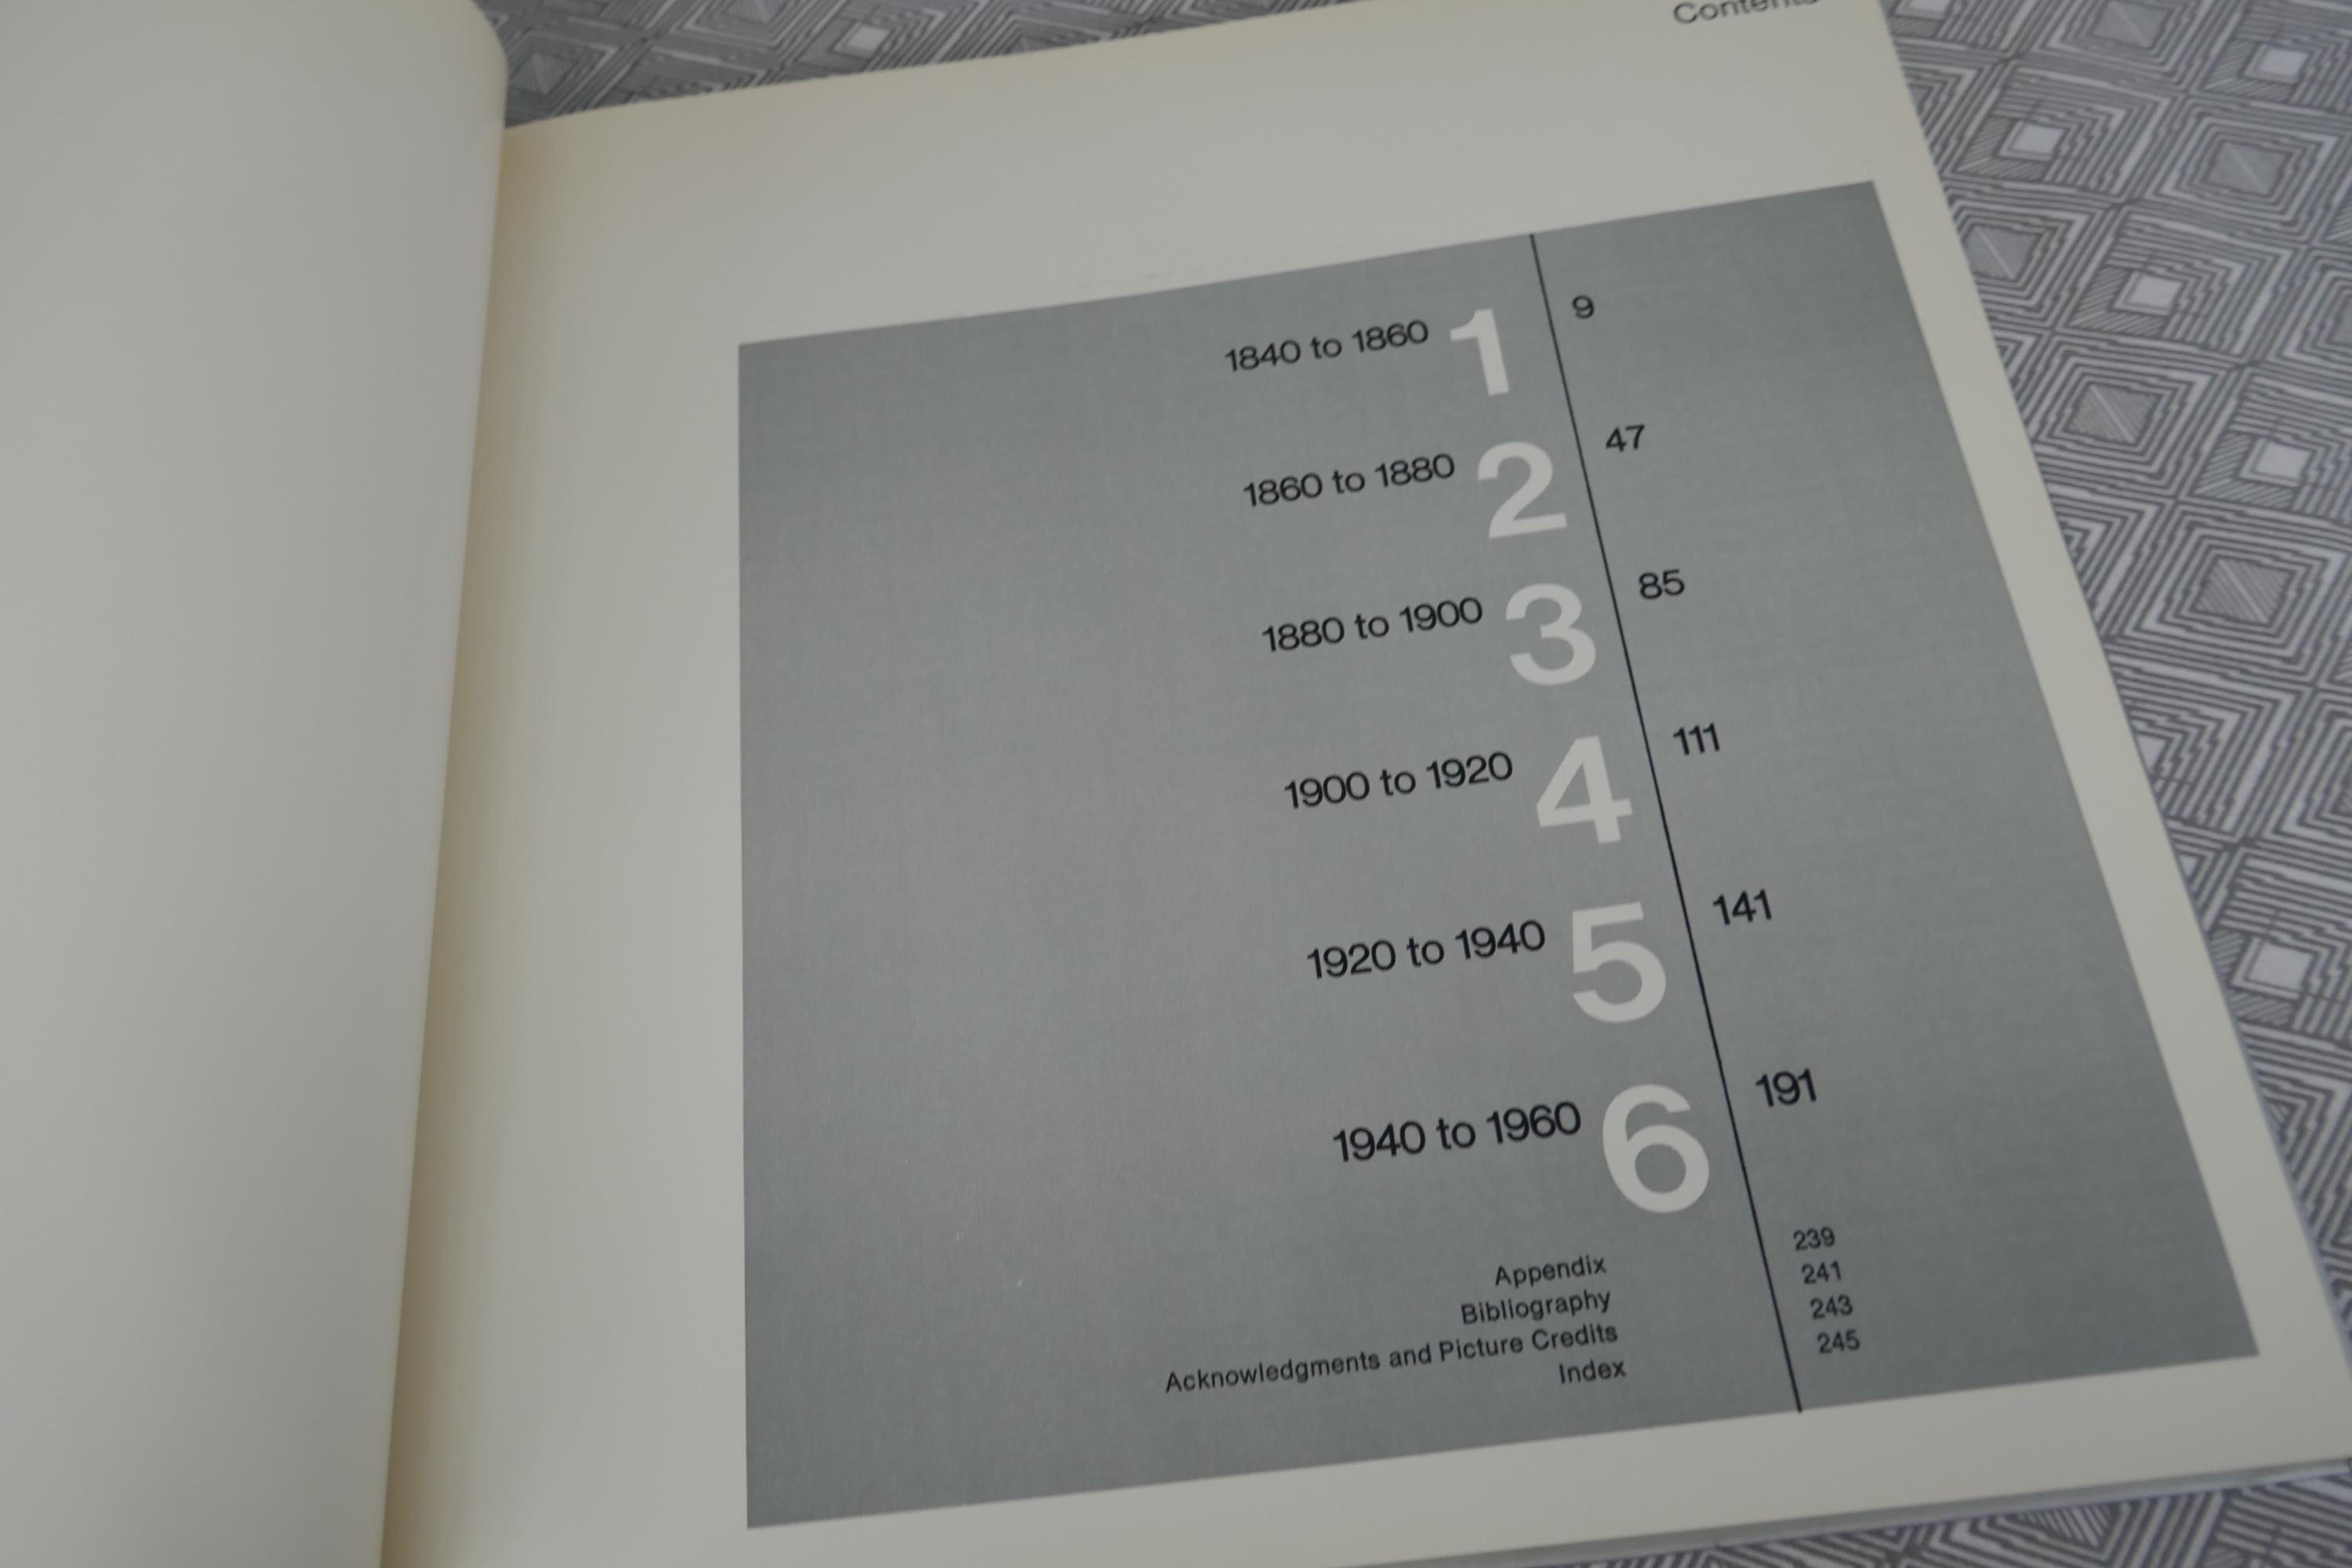 Contents
1840 to 1860 1 9
1860 to 1880 2 47
1880 to 1900 3 85
1900 to 1920 4 111
1920 to 1940 5 141
1940 to 1960 6 191
Appendix 239
Bibliography 241
Acknowledgments and Picture Credits 243
Index 245